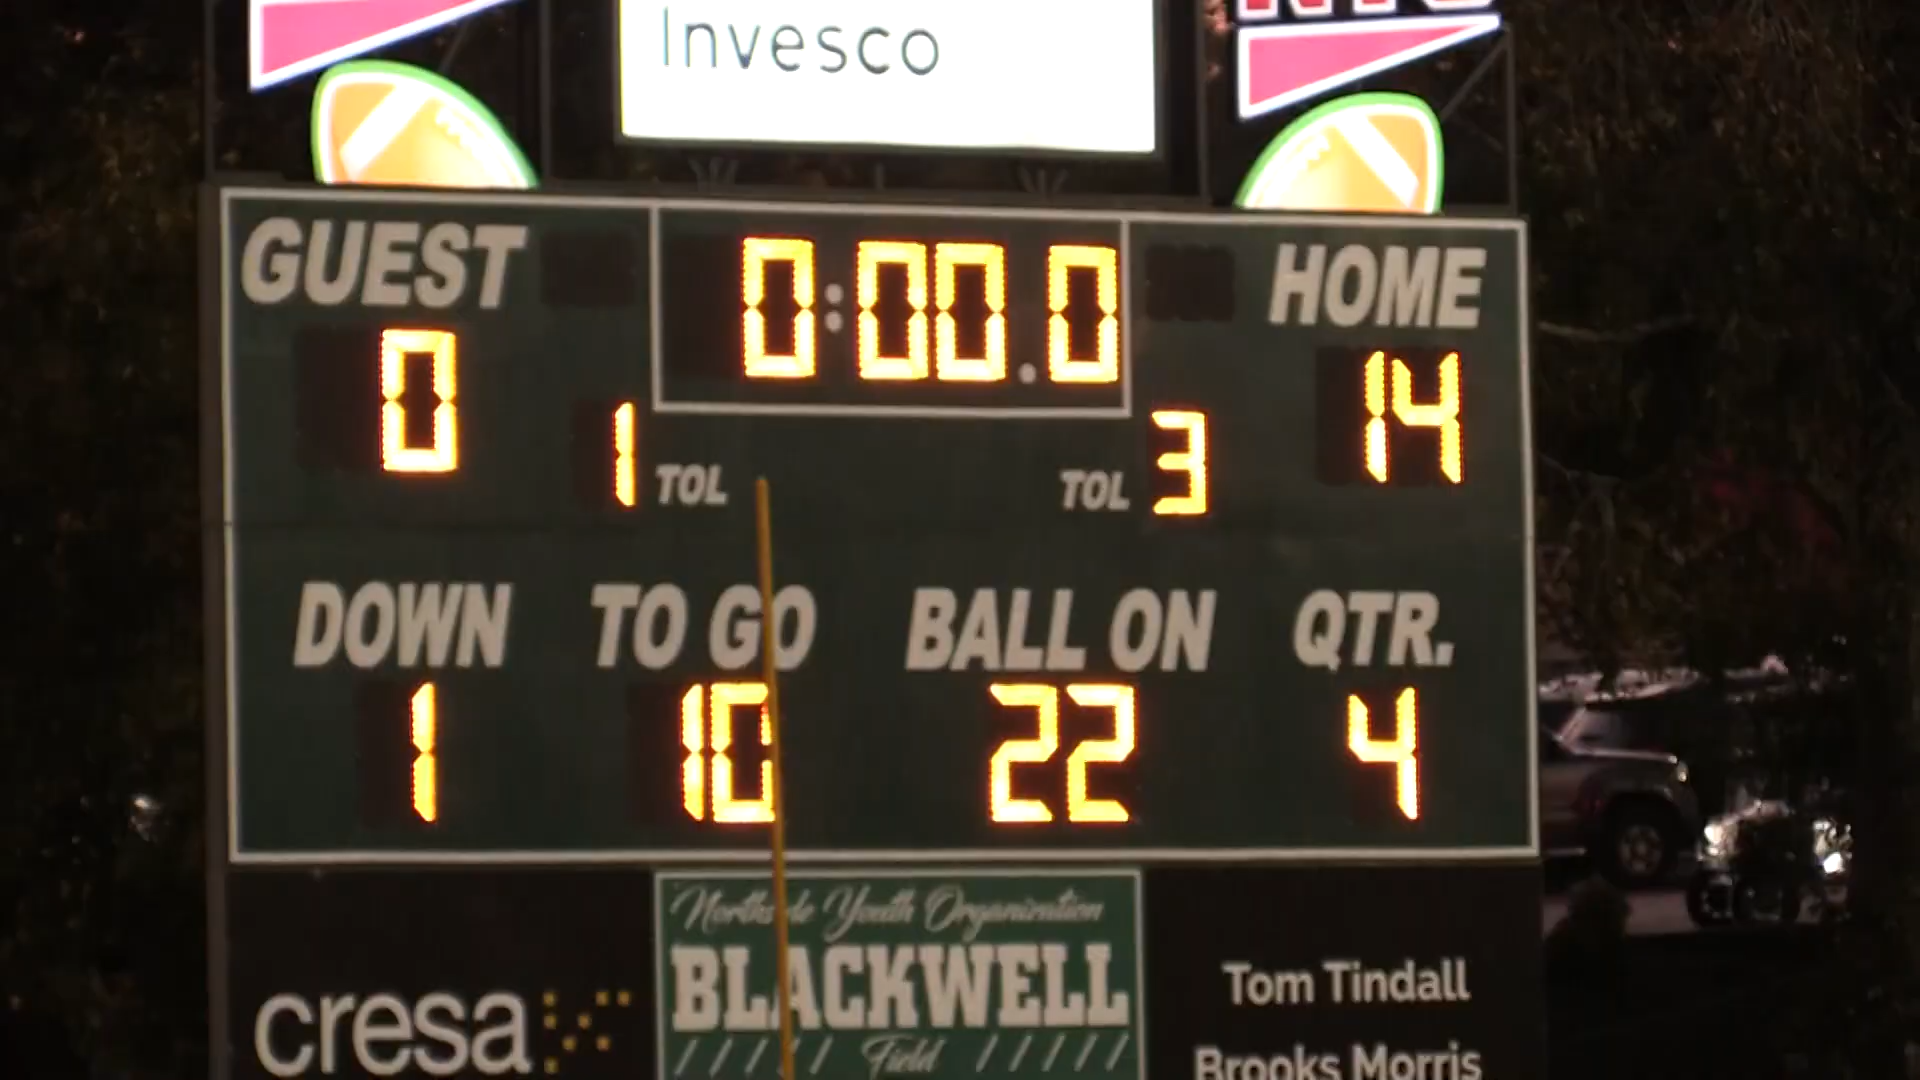 Invesco
GUEST
0:00.0
HOME
0
14
1 TOL
TOL 3
DOWN
TO GO
BALL ON
QTR.
1
10
22
4
Northside Youth Organization
BLACKWELL
Field
cresa
Tom Tindall
Brooks Morris